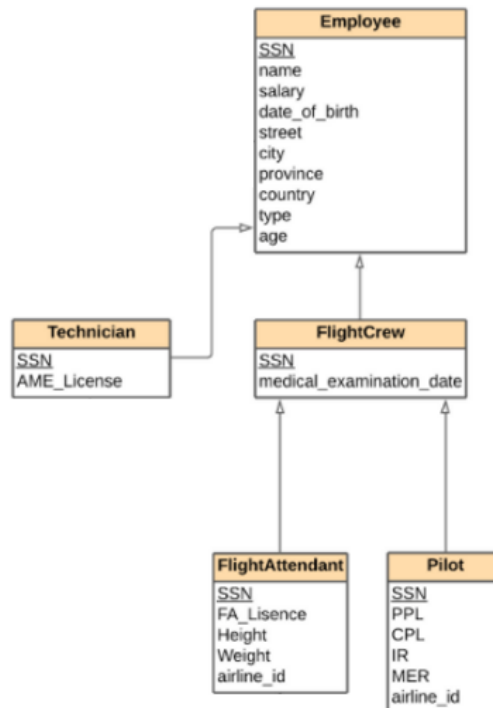 Employee
SSN
name
salary
date_of_birth
street
city
province
country
type
age
Technician
SSN
AME_License
FlightCrew
SSN
medical_examination_date
FlightAttendant
SSN
FA_Lisence
Height
Weight
airline_id
Pilot
SSN
PPL
CPL
IR
MER
airline_id